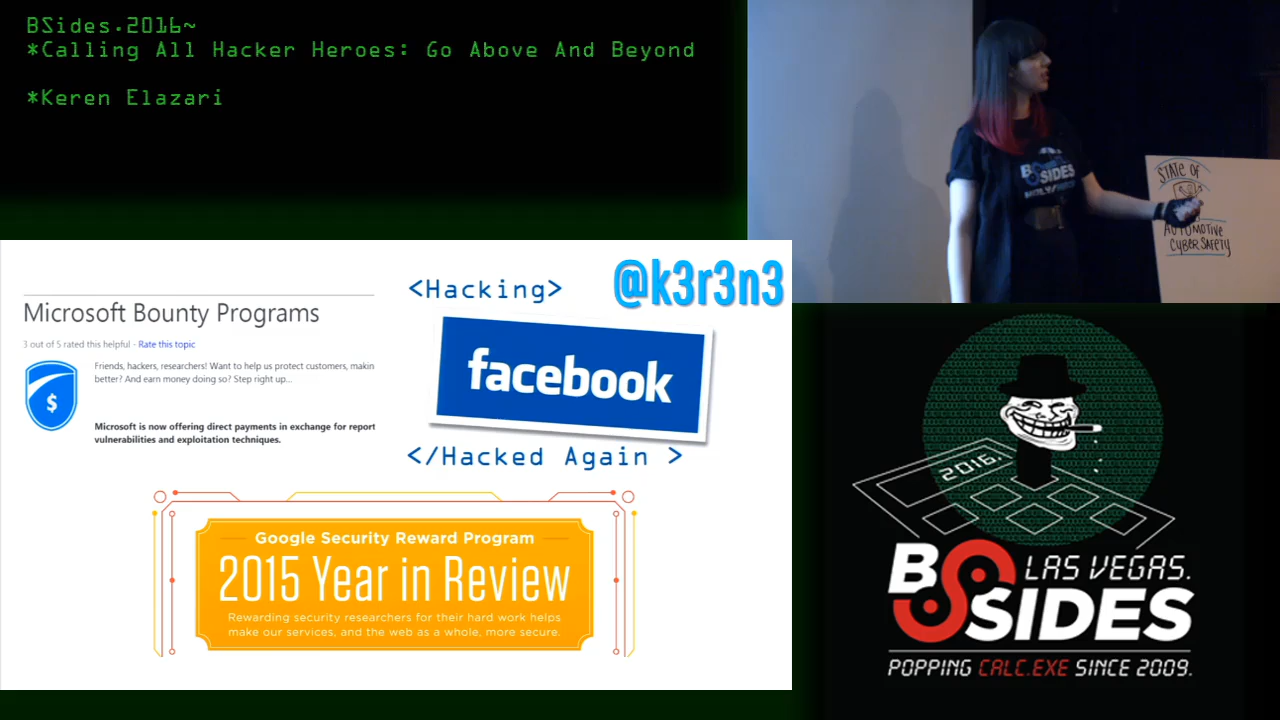 BSides.2016~
*Calling All Hacker Heroes: Go Above And Beyond
*Keren Elazari
BSIDES
STATE OF
AUTOMOTIVE
CYBER SAFETY
@k3r3n3
<Hacking>
facebook
</Hacked Again >
Microsoft Bounty Programs
3 out of 5 rated this helpful - Rate this topic
Friends, hackers, researchers! Want to help us protect customers, makin
better? And earn money doing so? Step right up...
$
Microsoft is now offering direct payments in exchange for report
vulnerabilities and exploitation techniques.
Google Security Reward Program
2015 Year in Review
Rewarding security researchers for their hard work helps
make our services, and the web as a whole, more secure.
2016.
BSIDES
LAS VEGAS.
POPPING CALC.EXE SINCE 2009.